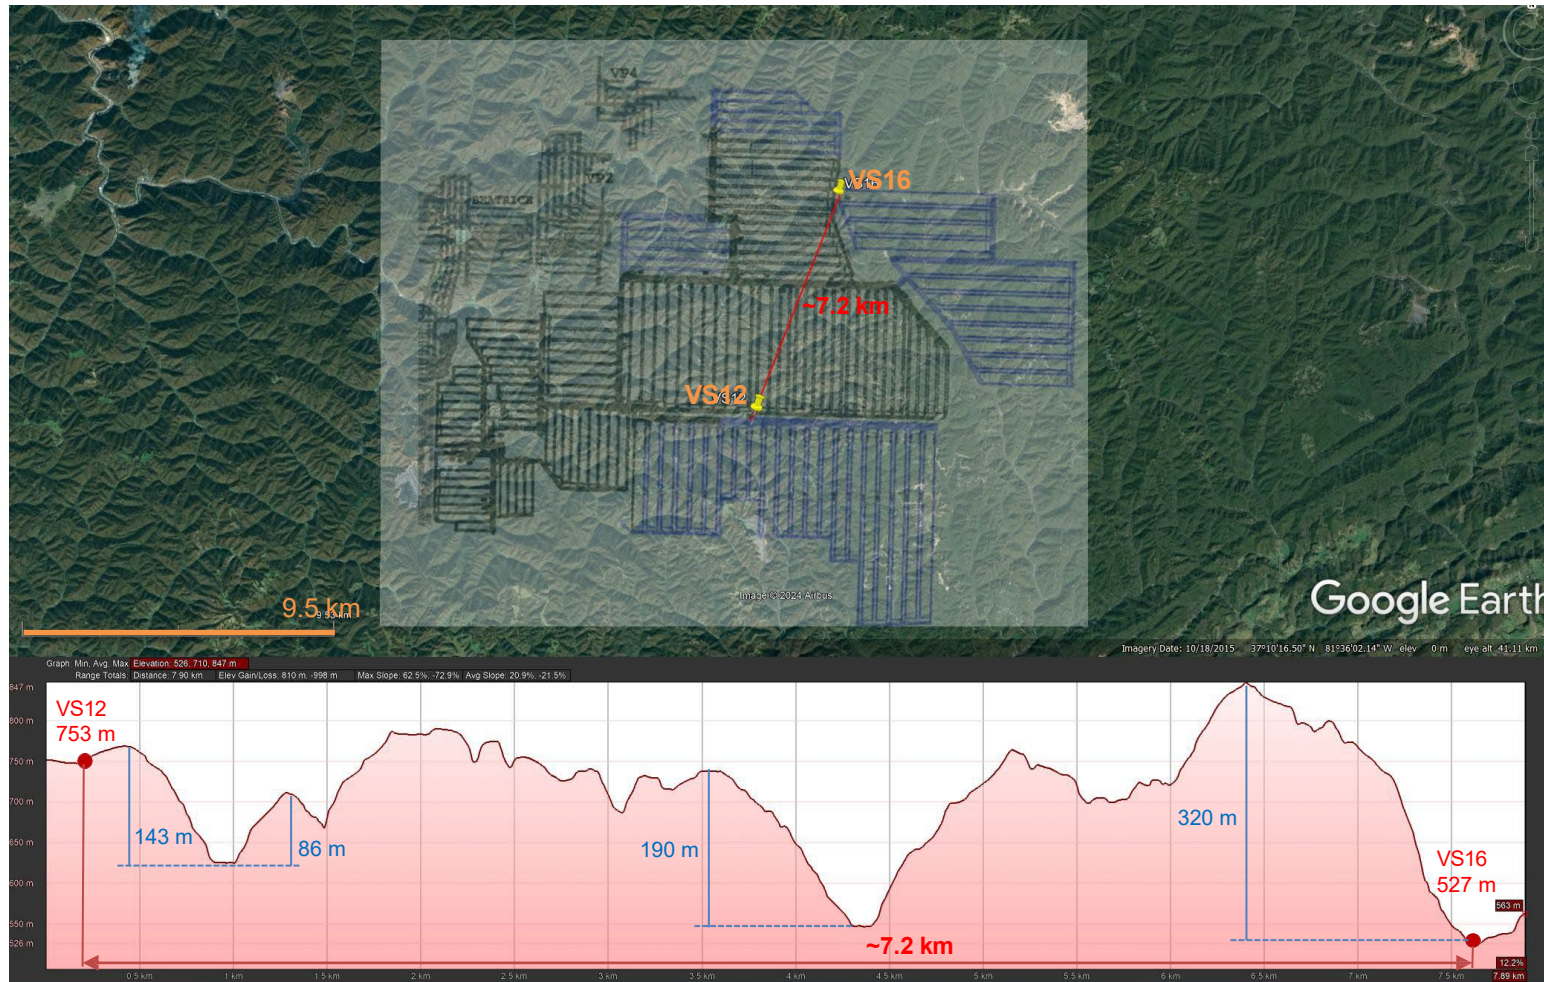 VP4
VP2
BEATRICE
VS16
~7.2 km
VS12
9.5 km
9.53 km
Image © 2024 Airbus
Google Earth
Imagery Date: 10/18/2015 37°10'16.50" N 81°36'02.14" W elev 0 m eye alt 41.11 km
Graph: Min, Avg, Max Elevation: 526, 710, 847 m
Range Totals: Distance: 7.90 km Elev Gain/Loss: 810 m, -998 m Max Slope: 62.5%, -72.9% Avg Slope: 20.9%, -21.5%
847 m
800 m
750 m
700 m
650 m
600 m
550 m
526 m
VS12
753 m
143 m
86 m
190 m
320 m
VS16
527 m
563 m
~7.2 km
12.2%
0.5 km 1 km 1.5 km 2 km 2.5 km 3 km 3.5 km 4 km 4.5 km 5 km 5.5 km 6 km 6.5 km 7 km 7.5 km 7.89 km